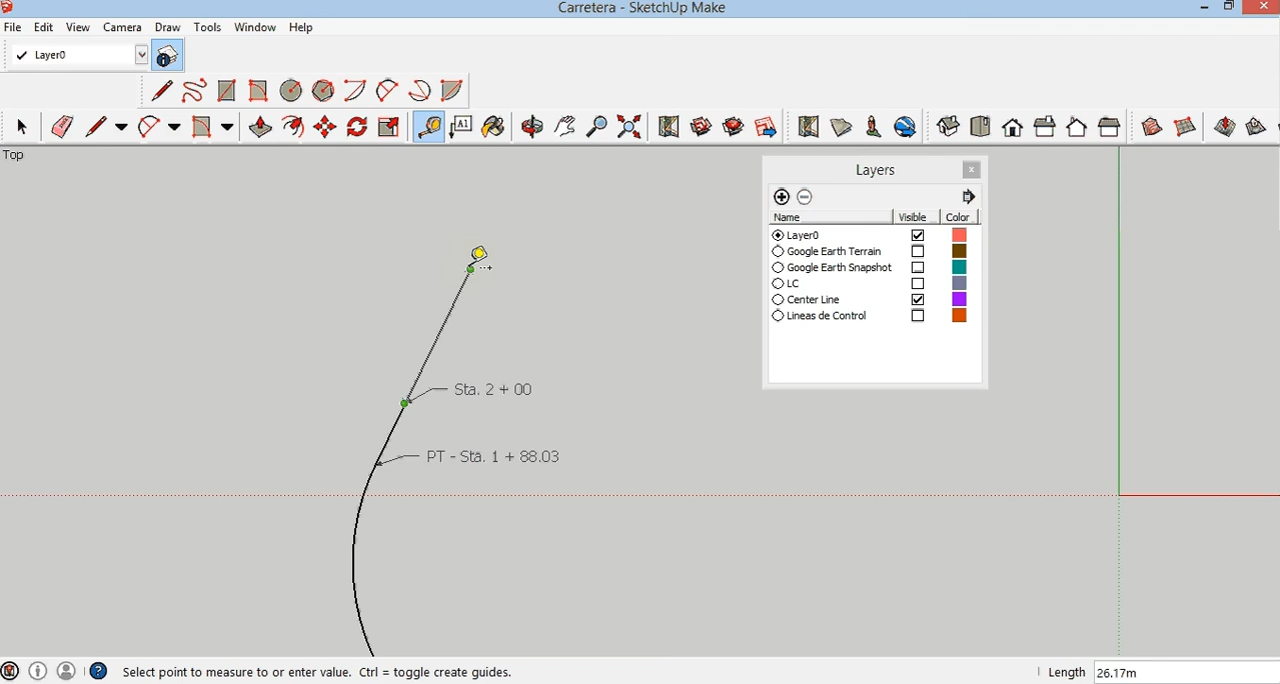 Carretera - SketchUp Make
File Edit View Camera Draw Tools Window Help
Layer0
A1
Top
Layers
Name Visible Color
Layer0
Google Earth Terrain
Google Earth Snapshot
LC
Center Line
Lineas de Control
Sta. 2 + 00
PT - Sta. 1 + 88.03
Select point to measure to or enter value. Ctrl = toggle create guides.
Length 26.17m